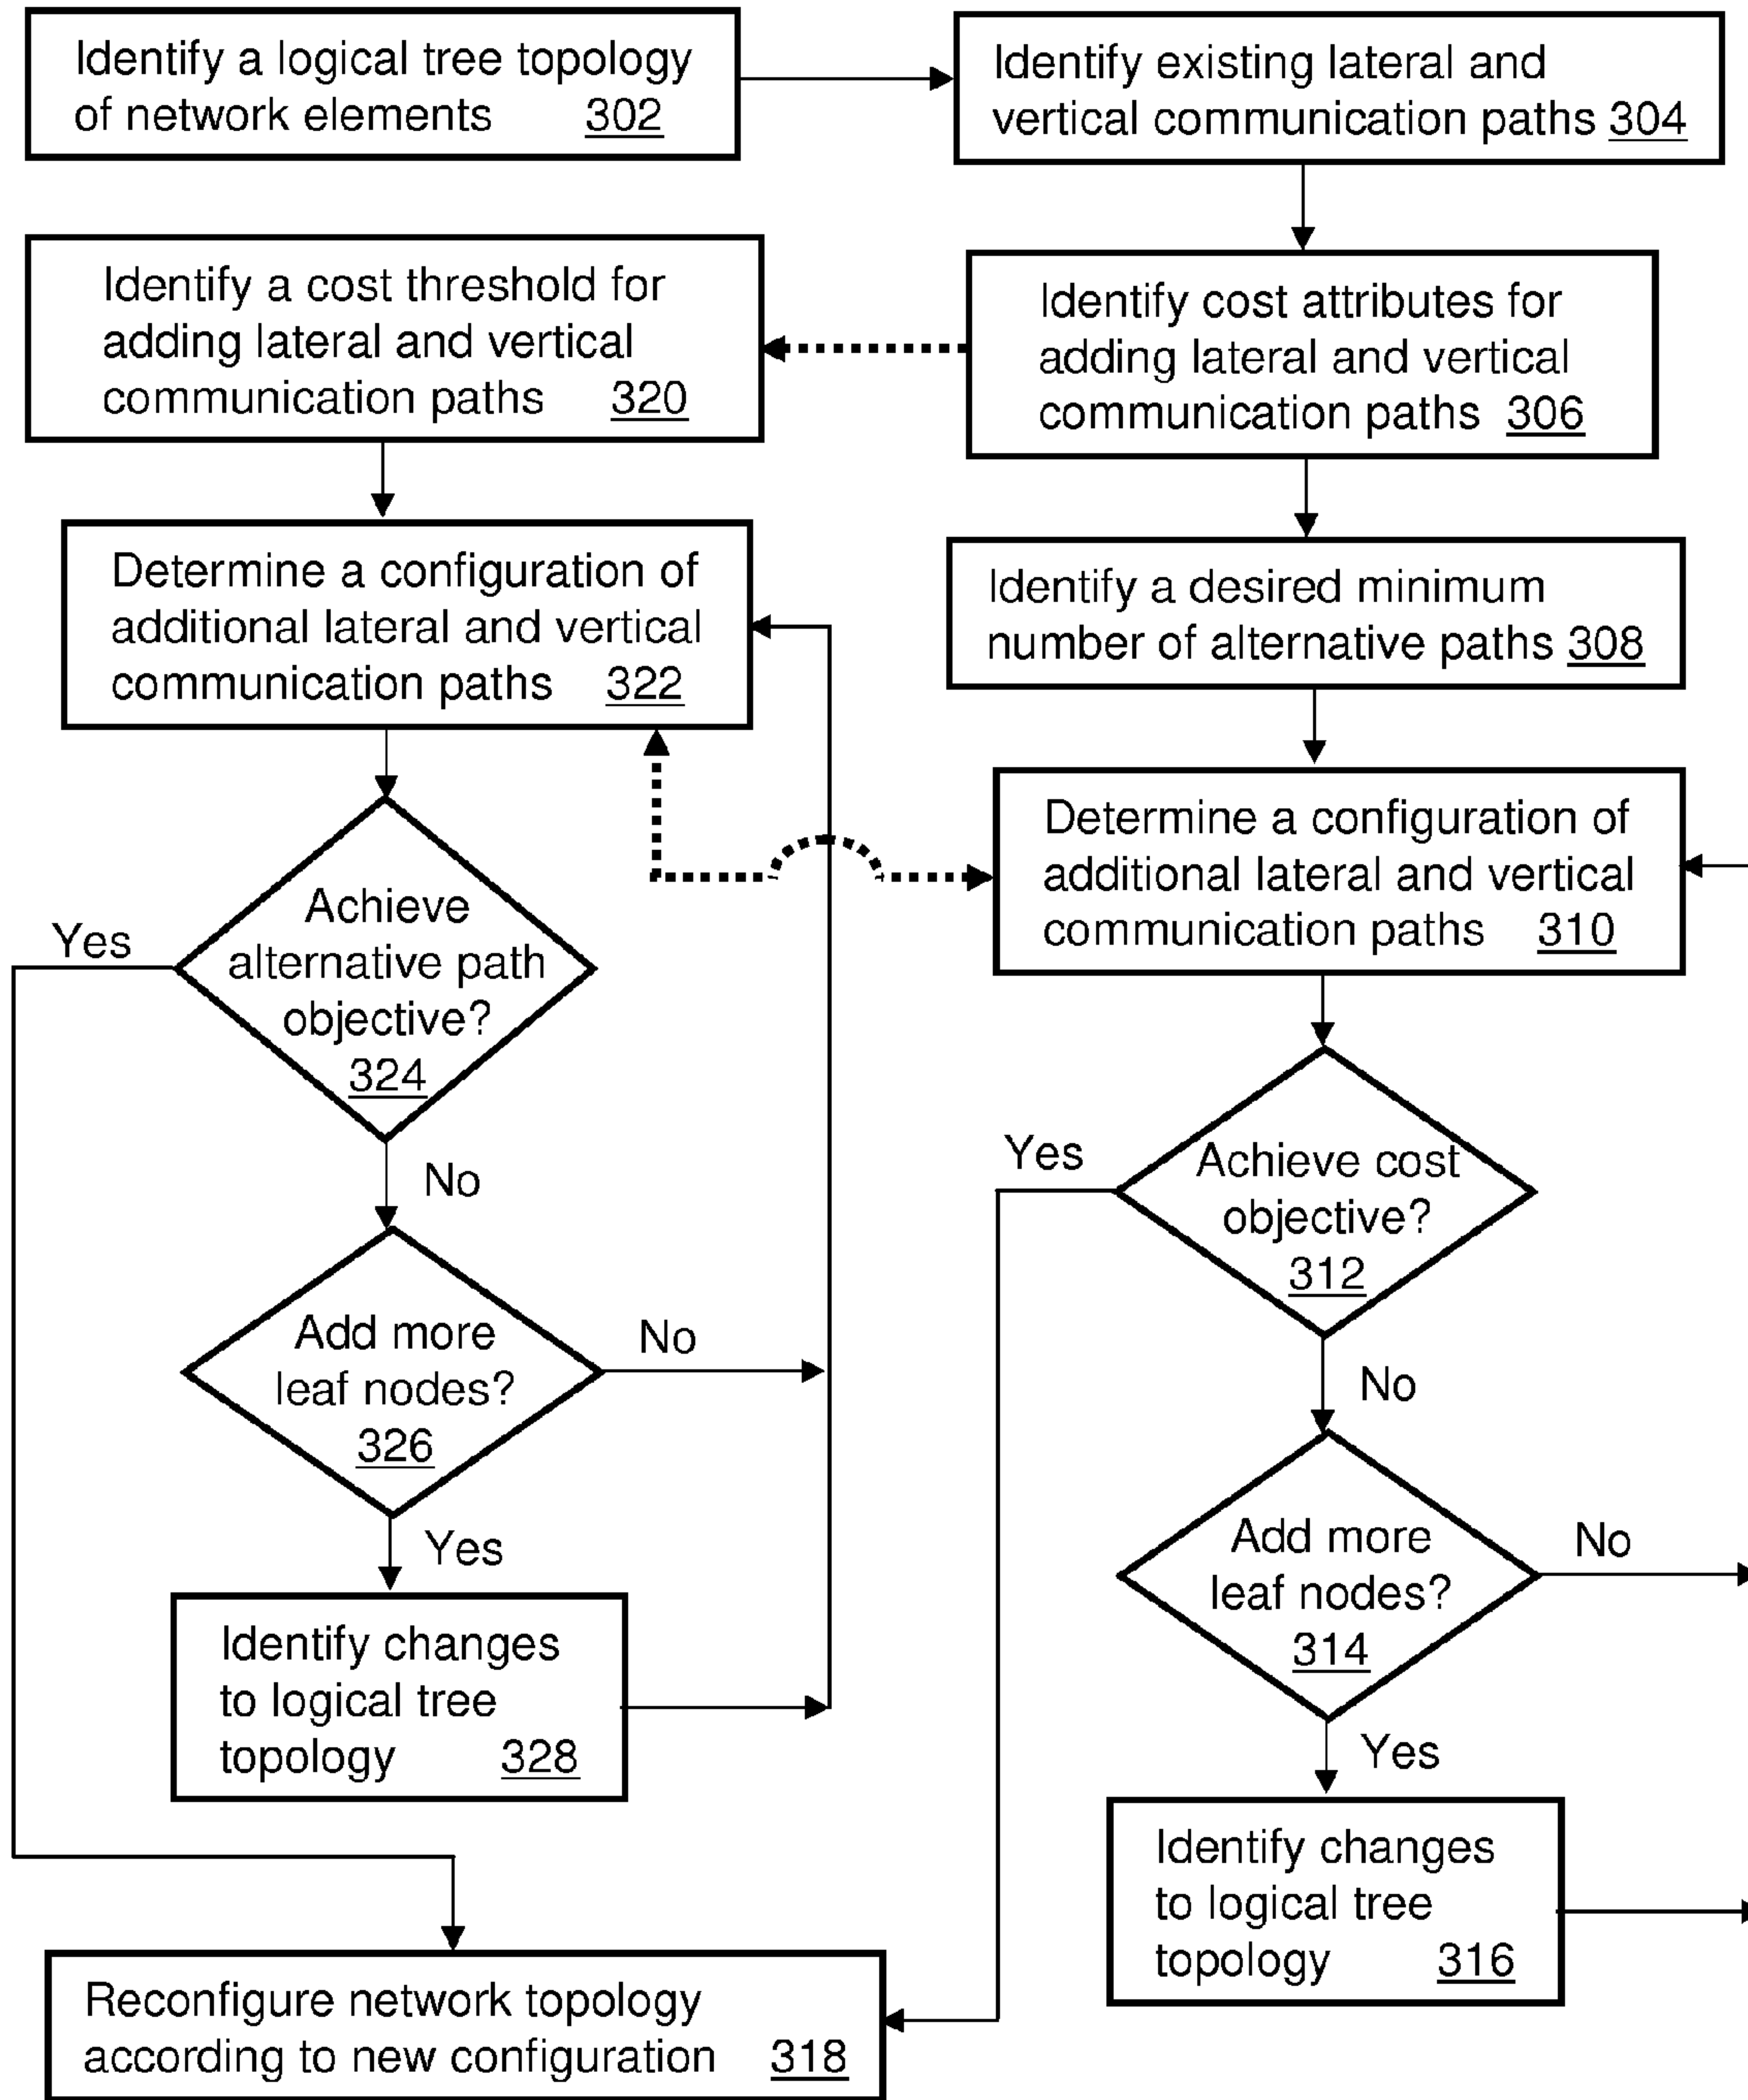 Identify a logical tree topology
of network elements 302
Identify existing lateral and
vertical communication paths 304
Identify a cost threshold for
adding lateral and vertical
communication paths 320
Identify cost attributes for
adding lateral and vertical
communication paths 306
Determine a configuration of
additional lateral and vertical
communication paths 322
Identify a desired minimum
number of alternative paths 308
Determine a configuration of
additional lateral and vertical
communication paths 310
Achieve
alternative path
objective?
324
Yes
No
Achieve cost
objective?
312
Yes
No
Add more
leaf nodes?
326
No
Yes
Add more
leaf nodes?
314
No
Yes
Identify changes
to logical tree
topology 328
Identify changes
to logical tree
topology 316
Reconfigure network topology
according to new configuration 318